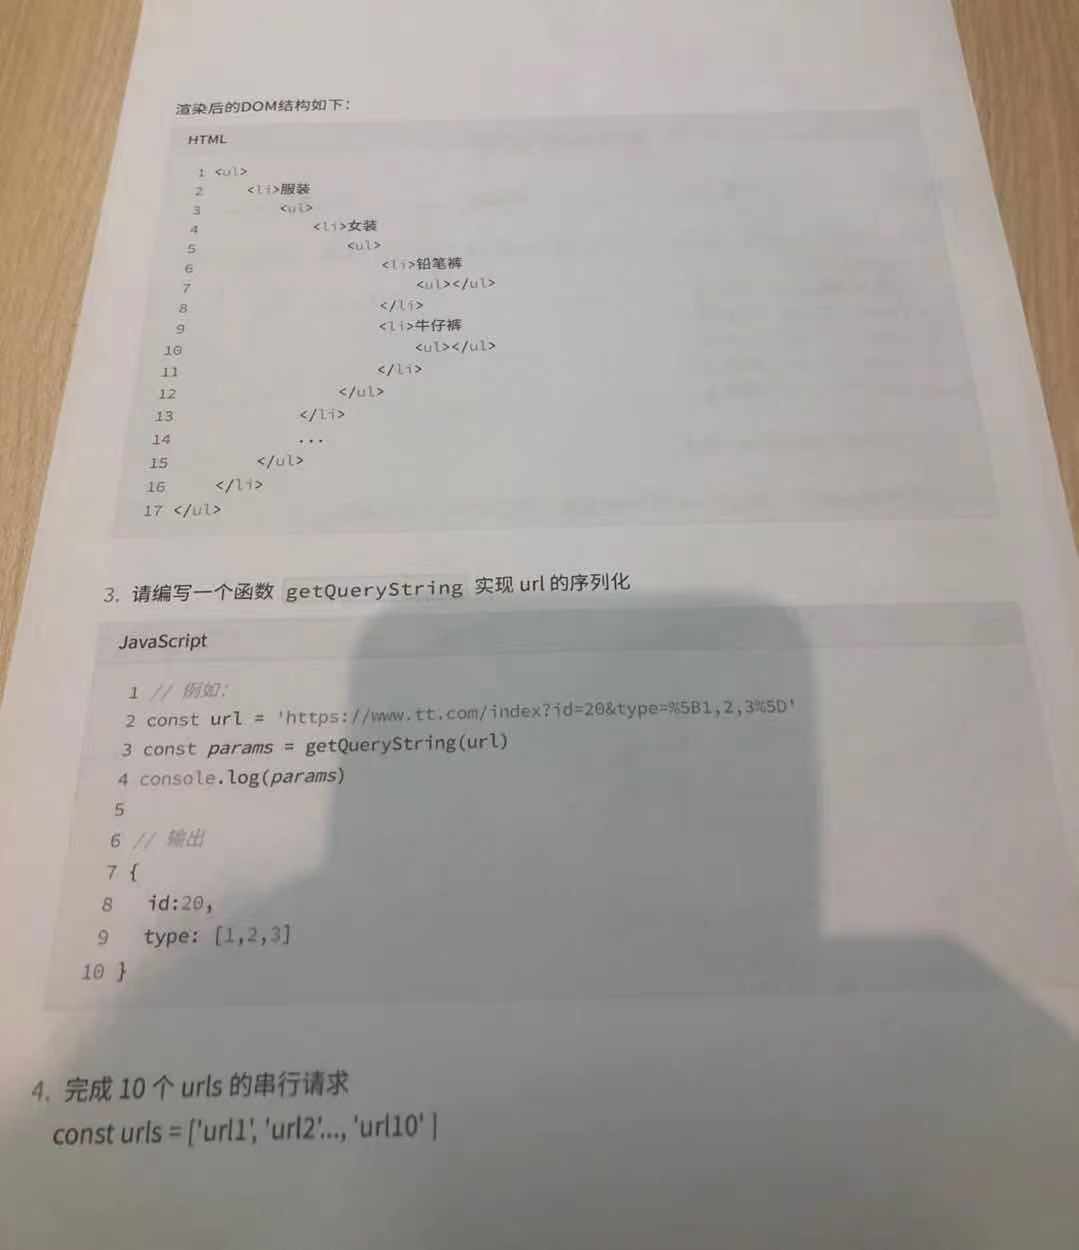 渲染后的DOM结构如下：
HTML
1 <ul>
2 <li>服装
3 <ul>
4 <li>女装
5 <ul>
6 <li>铅笔裤
7 <ul></ul>
8 </li>
9 <li>牛仔裤
10 <ul></ul>
11 </li>
12 </ul>
13 </li>
14 ...
15 </ul>
16 </li>
17 </ul>
3. 请编写一个函数 getQueryString 实现 url 的序列化
JavaScript
1 // 例如:
2 const url = 'https://www.tt.com/index?id=20&type=%5B1,2,3%5D'
3 const params = getQueryString(url)
4 console.log(params)
5
6 // 输出
7 {
8 id:20,
9 type: [1,2,3]
10 }
4. 完成 10 个 urls 的串行请求
const urls = ['url1', 'url2'..., 'url10' ]